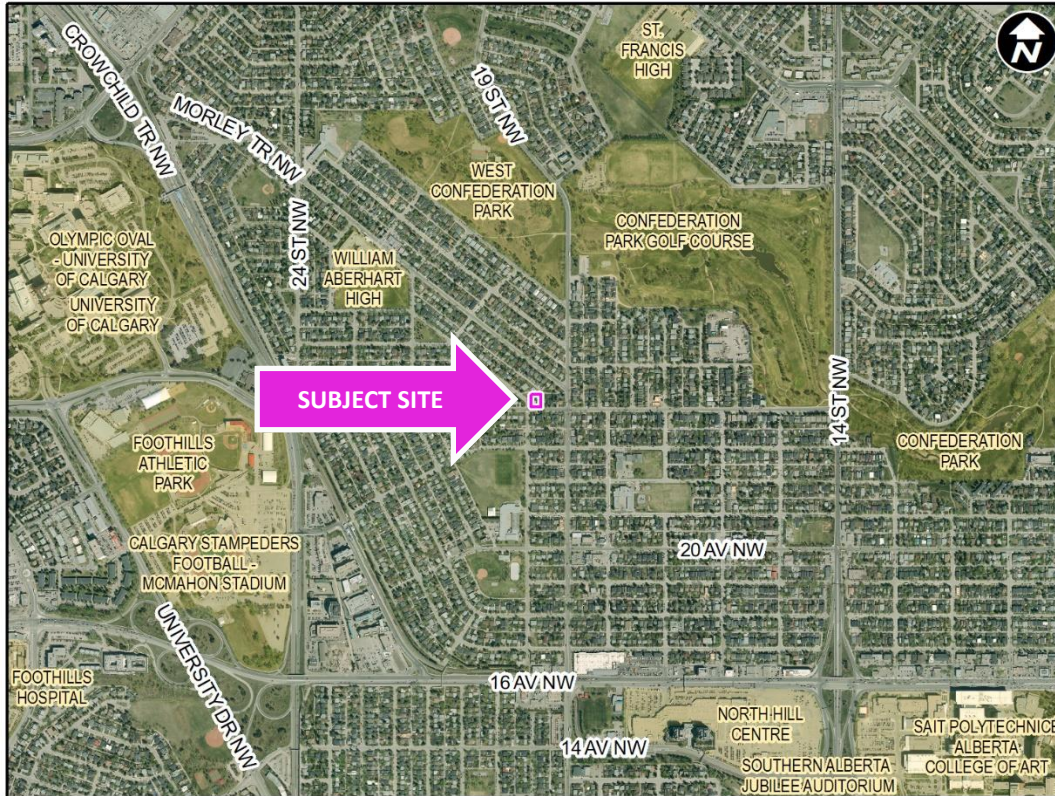 N
CROWCHILD TR NW
MORLEY TR NW
24 ST NW
19 ST NW
ST.
FRANCIS
HIGH
WEST
CONFEDERATION
PARK
CONFEDERATION
PARK GOLF COURSE
OLYMPIC OVAL
- UNIVERSITY
OF CALGARY
UNIVERSITY
OF CALGARY
WILLIAM
ABERHART
HIGH
SUBJECT SITE
14 ST NW
FOOTHILLS
ATHLETIC
PARK
CONFEDERATION
PARK
CALGARY STAMPEDERS
FOOTBALL -
MCMAHON STADIUM
20 AV NW
UNIVERSITY DR NW
FOOTHILLS
HOSPITAL
16 AV NW
14 AV NW
NORTH HILL
CENTRE
SOUTHERN ALBERTA
JUBILEE AUDITORIUM
SAIT POLYTECHNIC
ALBERTA
COLLEGE OF ART